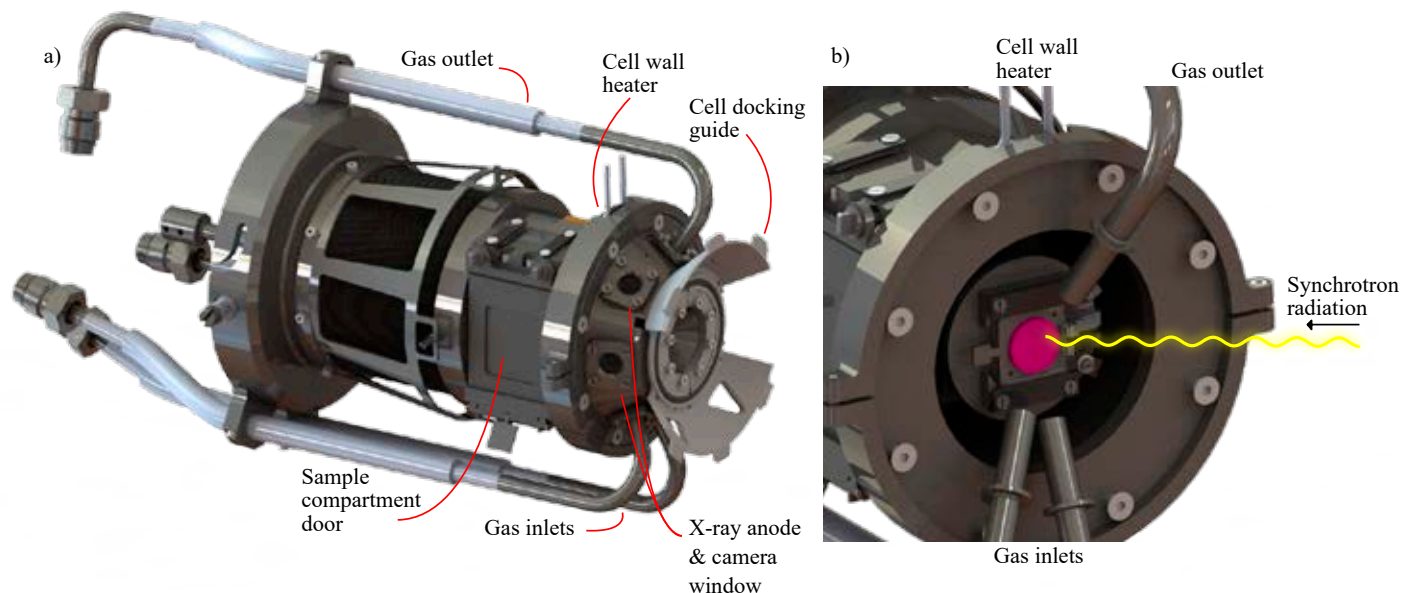 a)
Gas outlet
Cell wall
heater
Cell docking
guide
Sample
compartment
door
Gas inlets
X-ray anode
& camera
window
b)
Cell wall
heater
Gas outlet
Synchrotron
radiation
Gas inlets